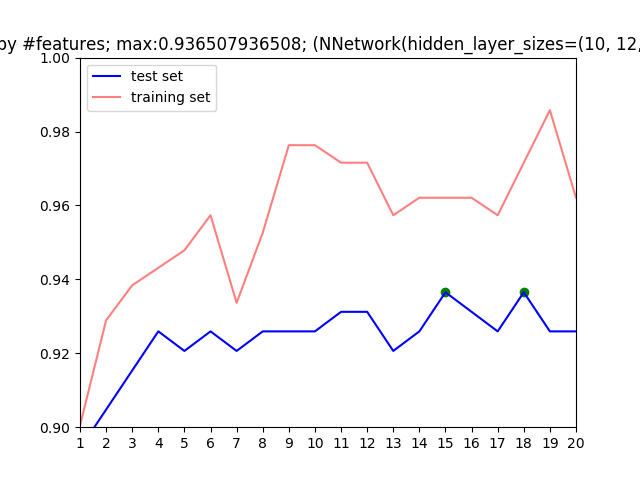 by #features; max:0.936507936508; (NNetwork(hidden_layer_sizes=(10, 12,
1.00
test set
training set
0.98
0.96
0.94
0.92
0.90
1 2 3 4 5 6 7 8 9 10 11 12 13 14 15 16 17 18 19 20